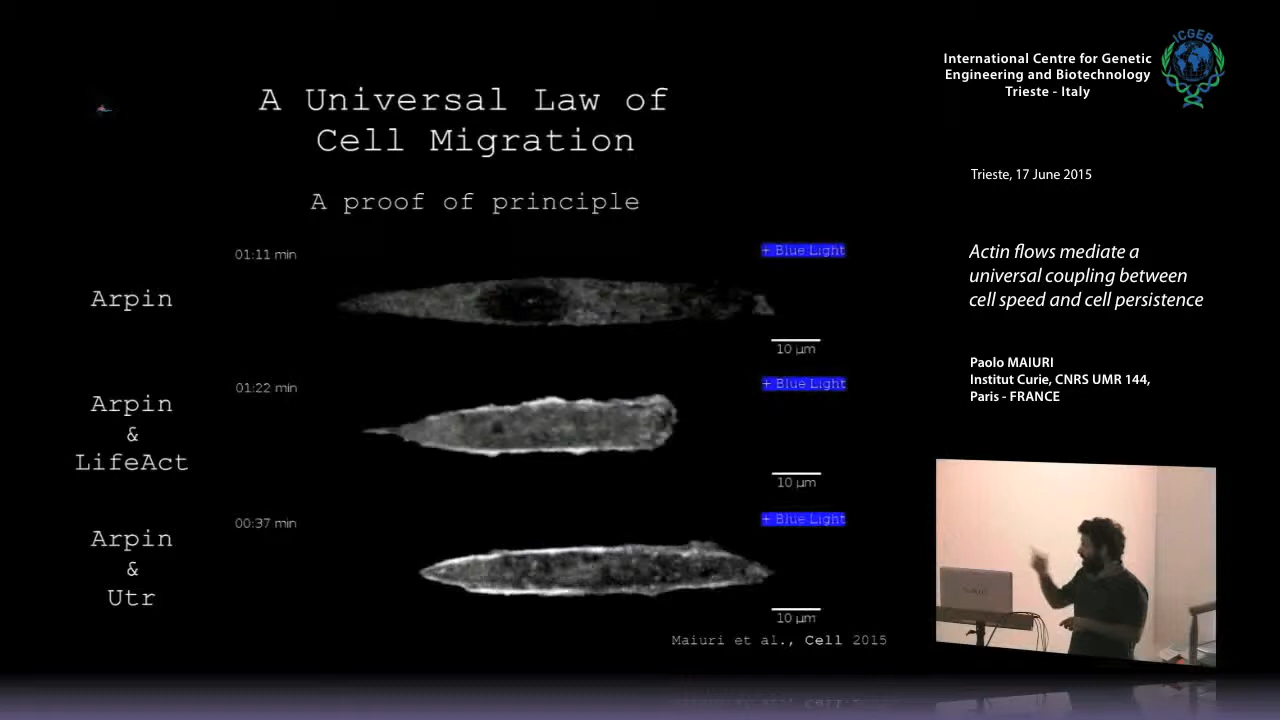 A Universal Law of
Cell Migration
A proof of principle
01:11 min
+ Blue Light
Arpin
10 µm
01:22 min
+ Blue Light
Arpin
&
LifeAct
10 µm
00:37 min
+ Blue Light
Arpin
&
Utr
10 µm
Maiuri et al., Cell 2015
International Centre for Genetic
Engineering and Biotechnology
Trieste - Italy
ICGEB
Trieste, 17 June 2015
Actin flows mediate a
universal coupling between
cell speed and cell persistence
Paolo MAIURI
Institut Curie, CNRS UMR 144,
Paris - FRANCE